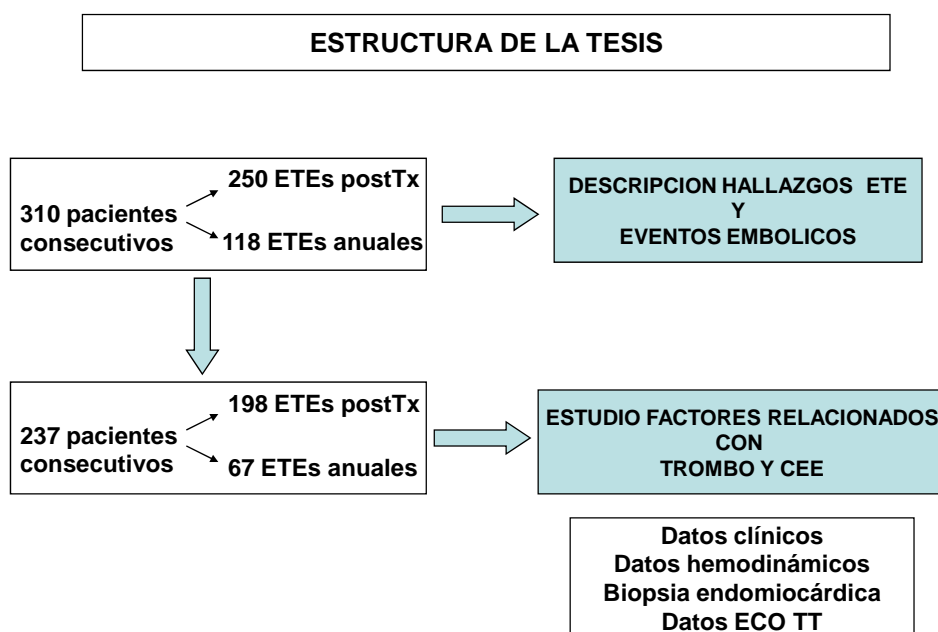 ESTRUCTURA DE LA TESIS
310 pacientes
consecutivos
250 ETEs postTx
118 ETEs anuales
DESCRIPCION HALLAZGOS ETE
Y
EVENTOS EMBOLICOS
237 pacientes
consecutivos
198 ETEs postTx
67 ETEs anuales
ESTUDIO FACTORES RELACIONADOS
CON
TROMBO Y CEE
Datos clínicos
Datos hemodinámicos
Biopsia endomiocárdica
Datos ECO TT